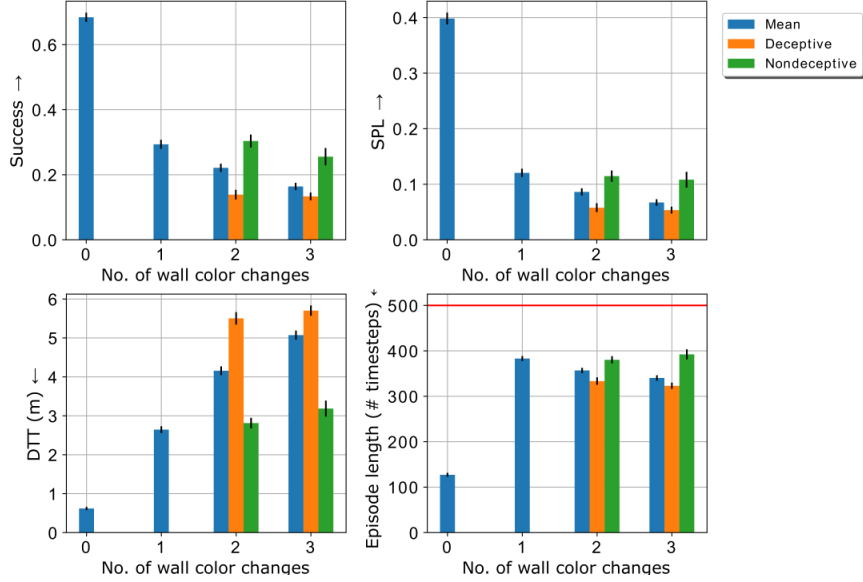 Success →
0.6
0.4
0.2
0.0
0 1 2 3
No. of wall color changes
SPL →
0.4
0.3
0.2
0.1
0.0
0 1 2 3
No. of wall color changes
Mean
Deceptive
Nondeceptive
DTT (m) ←
6
5
4
3
2
1
0
0 1 2 3
No. of wall color changes
Episode length (# timesteps) ←
500
400
300
200
100
0
0 1 2 3
No. of wall color changes